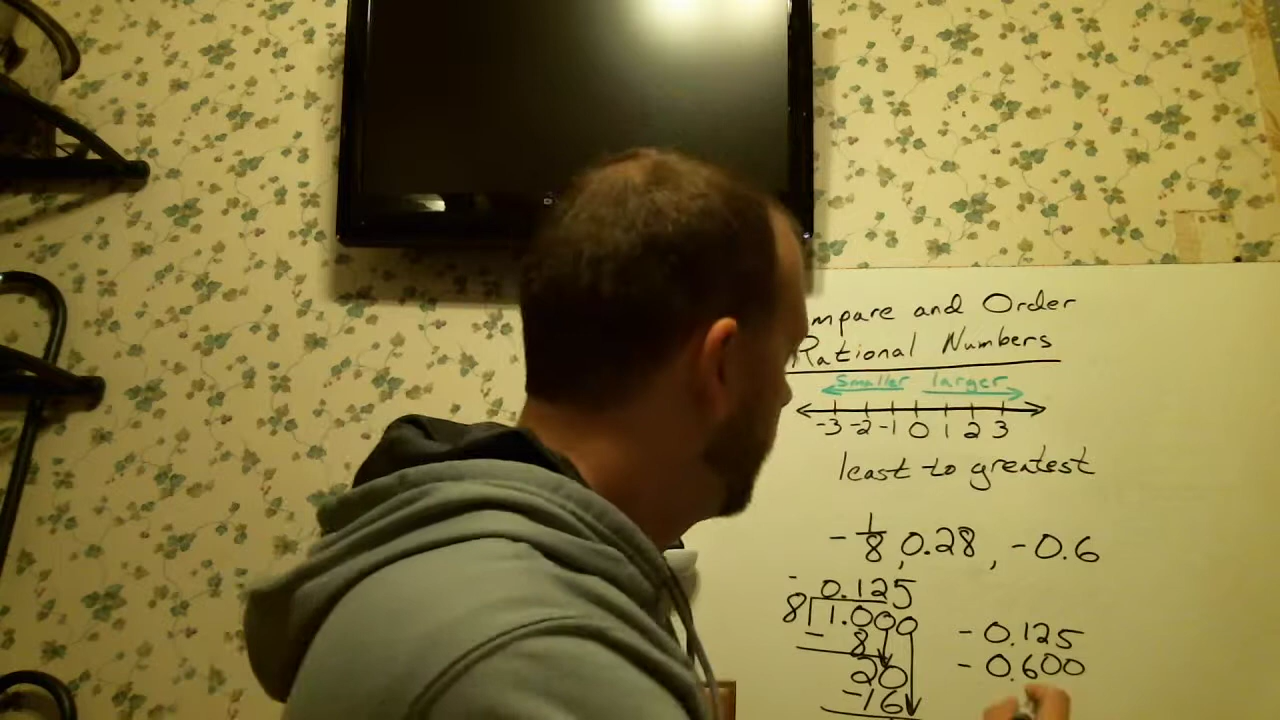 mpare and Order
Rational Numbers
Smaller larger
-3 -2 -1 0 1 2 3
least to greatest
- 1/8, 0.28, -0.6
- 0.125
8 1.000
- 8
20
-16
- 0.125
- 0.600